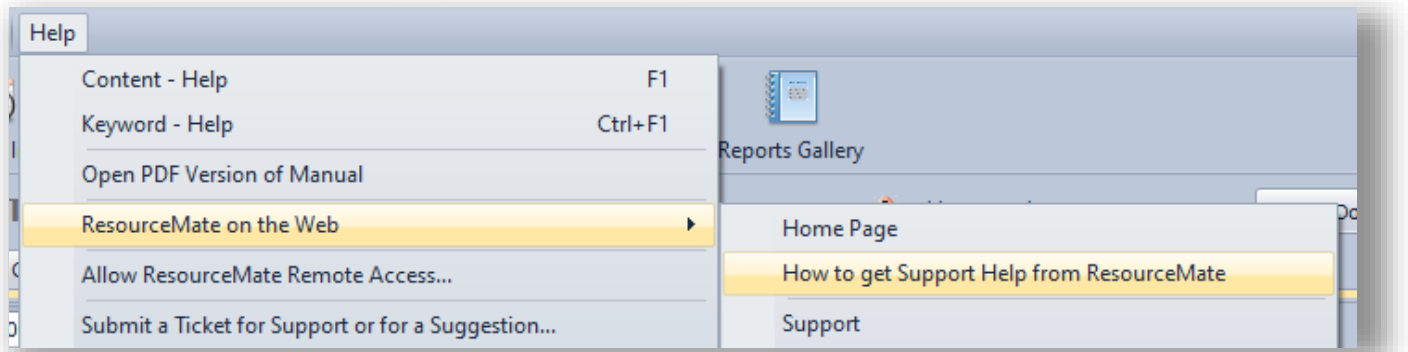 Help
Content - Help F1
Keyword - Help Ctrl+F1
Reports Gallery
Open PDF Version of Manual
ResourceMate on the Web
Home Page
How to get Support Help from ResourceMate
Allow ResourceMate Remote Access...
Submit a Ticket for Support or for a Suggestion...
Support